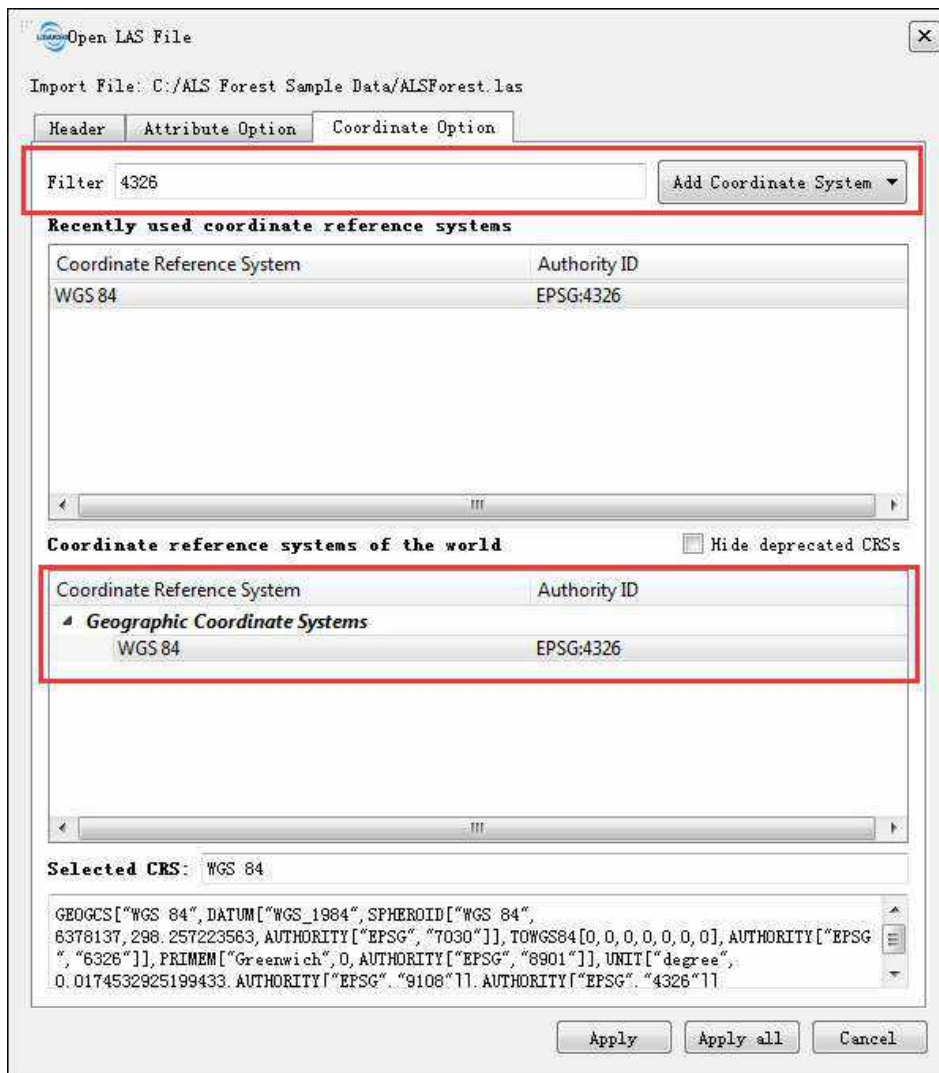 Open LAS File
Import File: C:/ALS Forest Sample Data/ALSForest.las
Header Attribute Option Coordinate Option
Filter 4326 Add Coordinate System
Recently used coordinate reference systems
Coordinate Reference System Authority ID
WGS 84 EPSG:4326
Coordinate reference systems of the world Hide deprecated CRSs
Coordinate Reference System Authority ID
Geographic Coordinate Systems
WGS 84 EPSG:4326
Selected CRS: WGS 84
GEOGCS["WGS 84", DATUM["WGS_1984", SPHEROID["WGS 84",
6378137,298.257223563, AUTHORITY["EPSG", "7030"]], TOWGS84[0,0,0,0,0,0,0], AUTHORITY["EPSG
", "6326"]], PRIMEM["Greenwich", 0, AUTHORITY["EPSG", "8901"]], UNIT["degree",
0.0174532925199433, AUTHORITY["EPSG", "9108"]], AUTHORITY["EPSG", "4326"]]
Apply Apply all Cancel